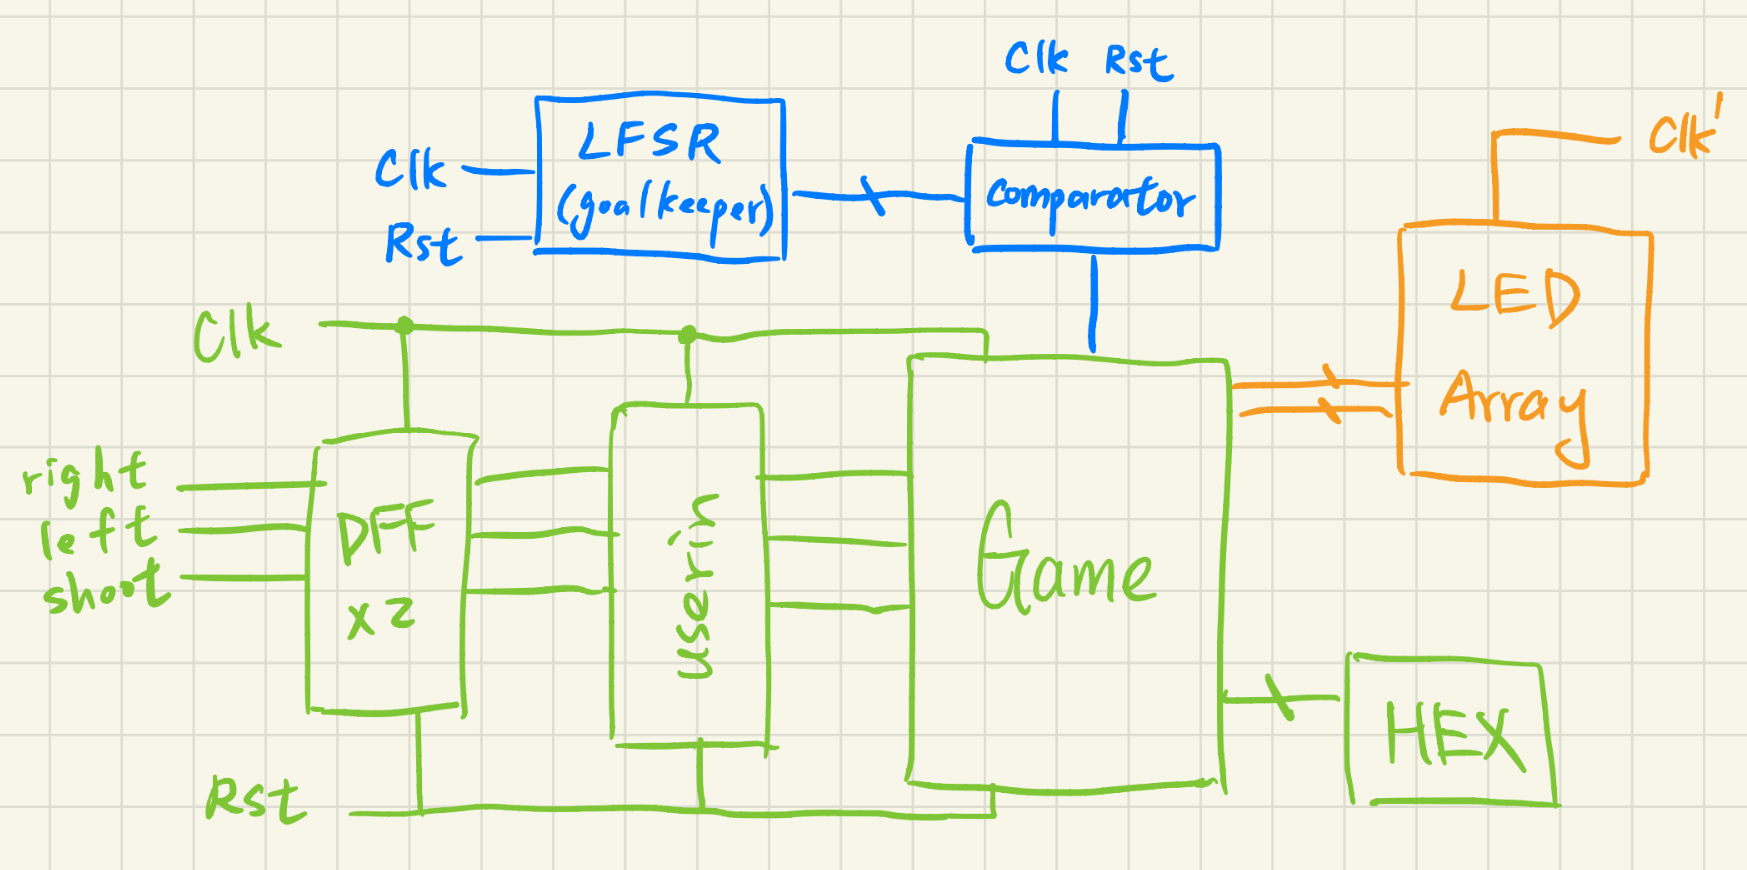 Clk Rst
LFSR
(goalkeeper)
Clk
Rst
Comparator
Clk'
LED
Array
Clk
right
left
shoot
DFF
x2
userin
Game
HEX
Rst